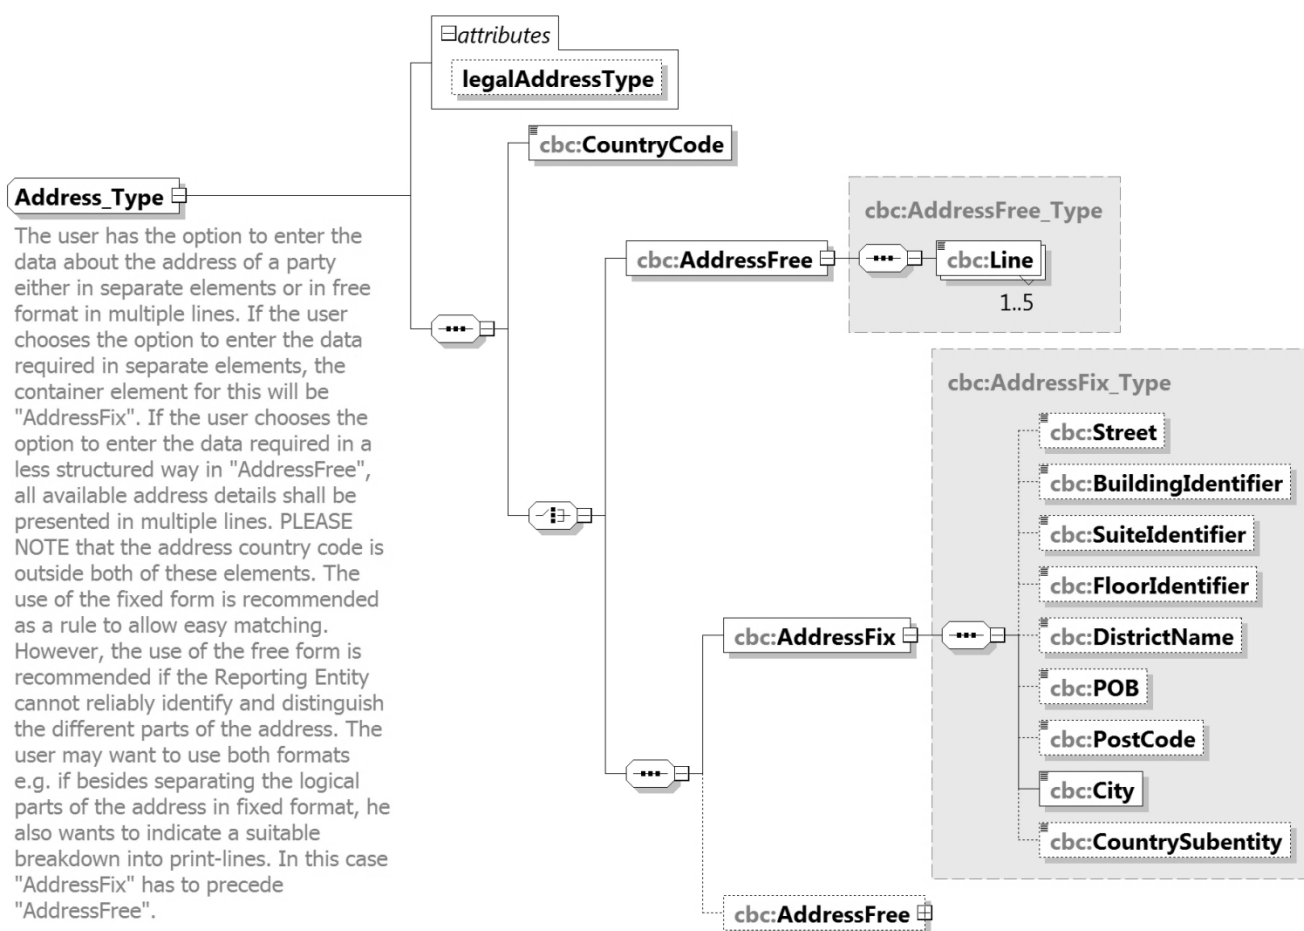 attributes
legalAddressType
cbc:CountryCode
Address_Type
The user has the option to enter the
data about the address of a party
either in separate elements or in free
format in multiple lines. If the user
chooses the option to enter the data
required in separate elements, the
container element for this will be
"AddressFix". If the user chooses the
option to enter the data required in a
less structured way in "AddressFree",
all available address details shall be
presented in multiple lines. PLEASE
NOTE that the address country code is
outside both of these elements. The
use of the fixed form is recommended
as a rule to allow easy matching.
However, the use of the free form is
recommended if the Reporting Entity
cannot reliably identify and distinguish
the different parts of the address. The
user may want to use both formats
e.g. if besides separating the logical
parts of the address in fixed format, he
also wants to indicate a suitable
breakdown into print-lines. In this case
"AddressFix" has to precede
"AddressFree".
cbc:AddressFree_Type
cbc:AddressFree
cbc:Line
1..5
cbc:AddressFix_Type
cbc:AddressFix
cbc:Street
cbc:BuildingIdentifier
cbc:SuiteIdentifier
cbc:FloorIdentifier
cbc:DistrictName
cbc:POB
cbc:PostCode
cbc:City
cbc:CountrySubentity
cbc:AddressFree